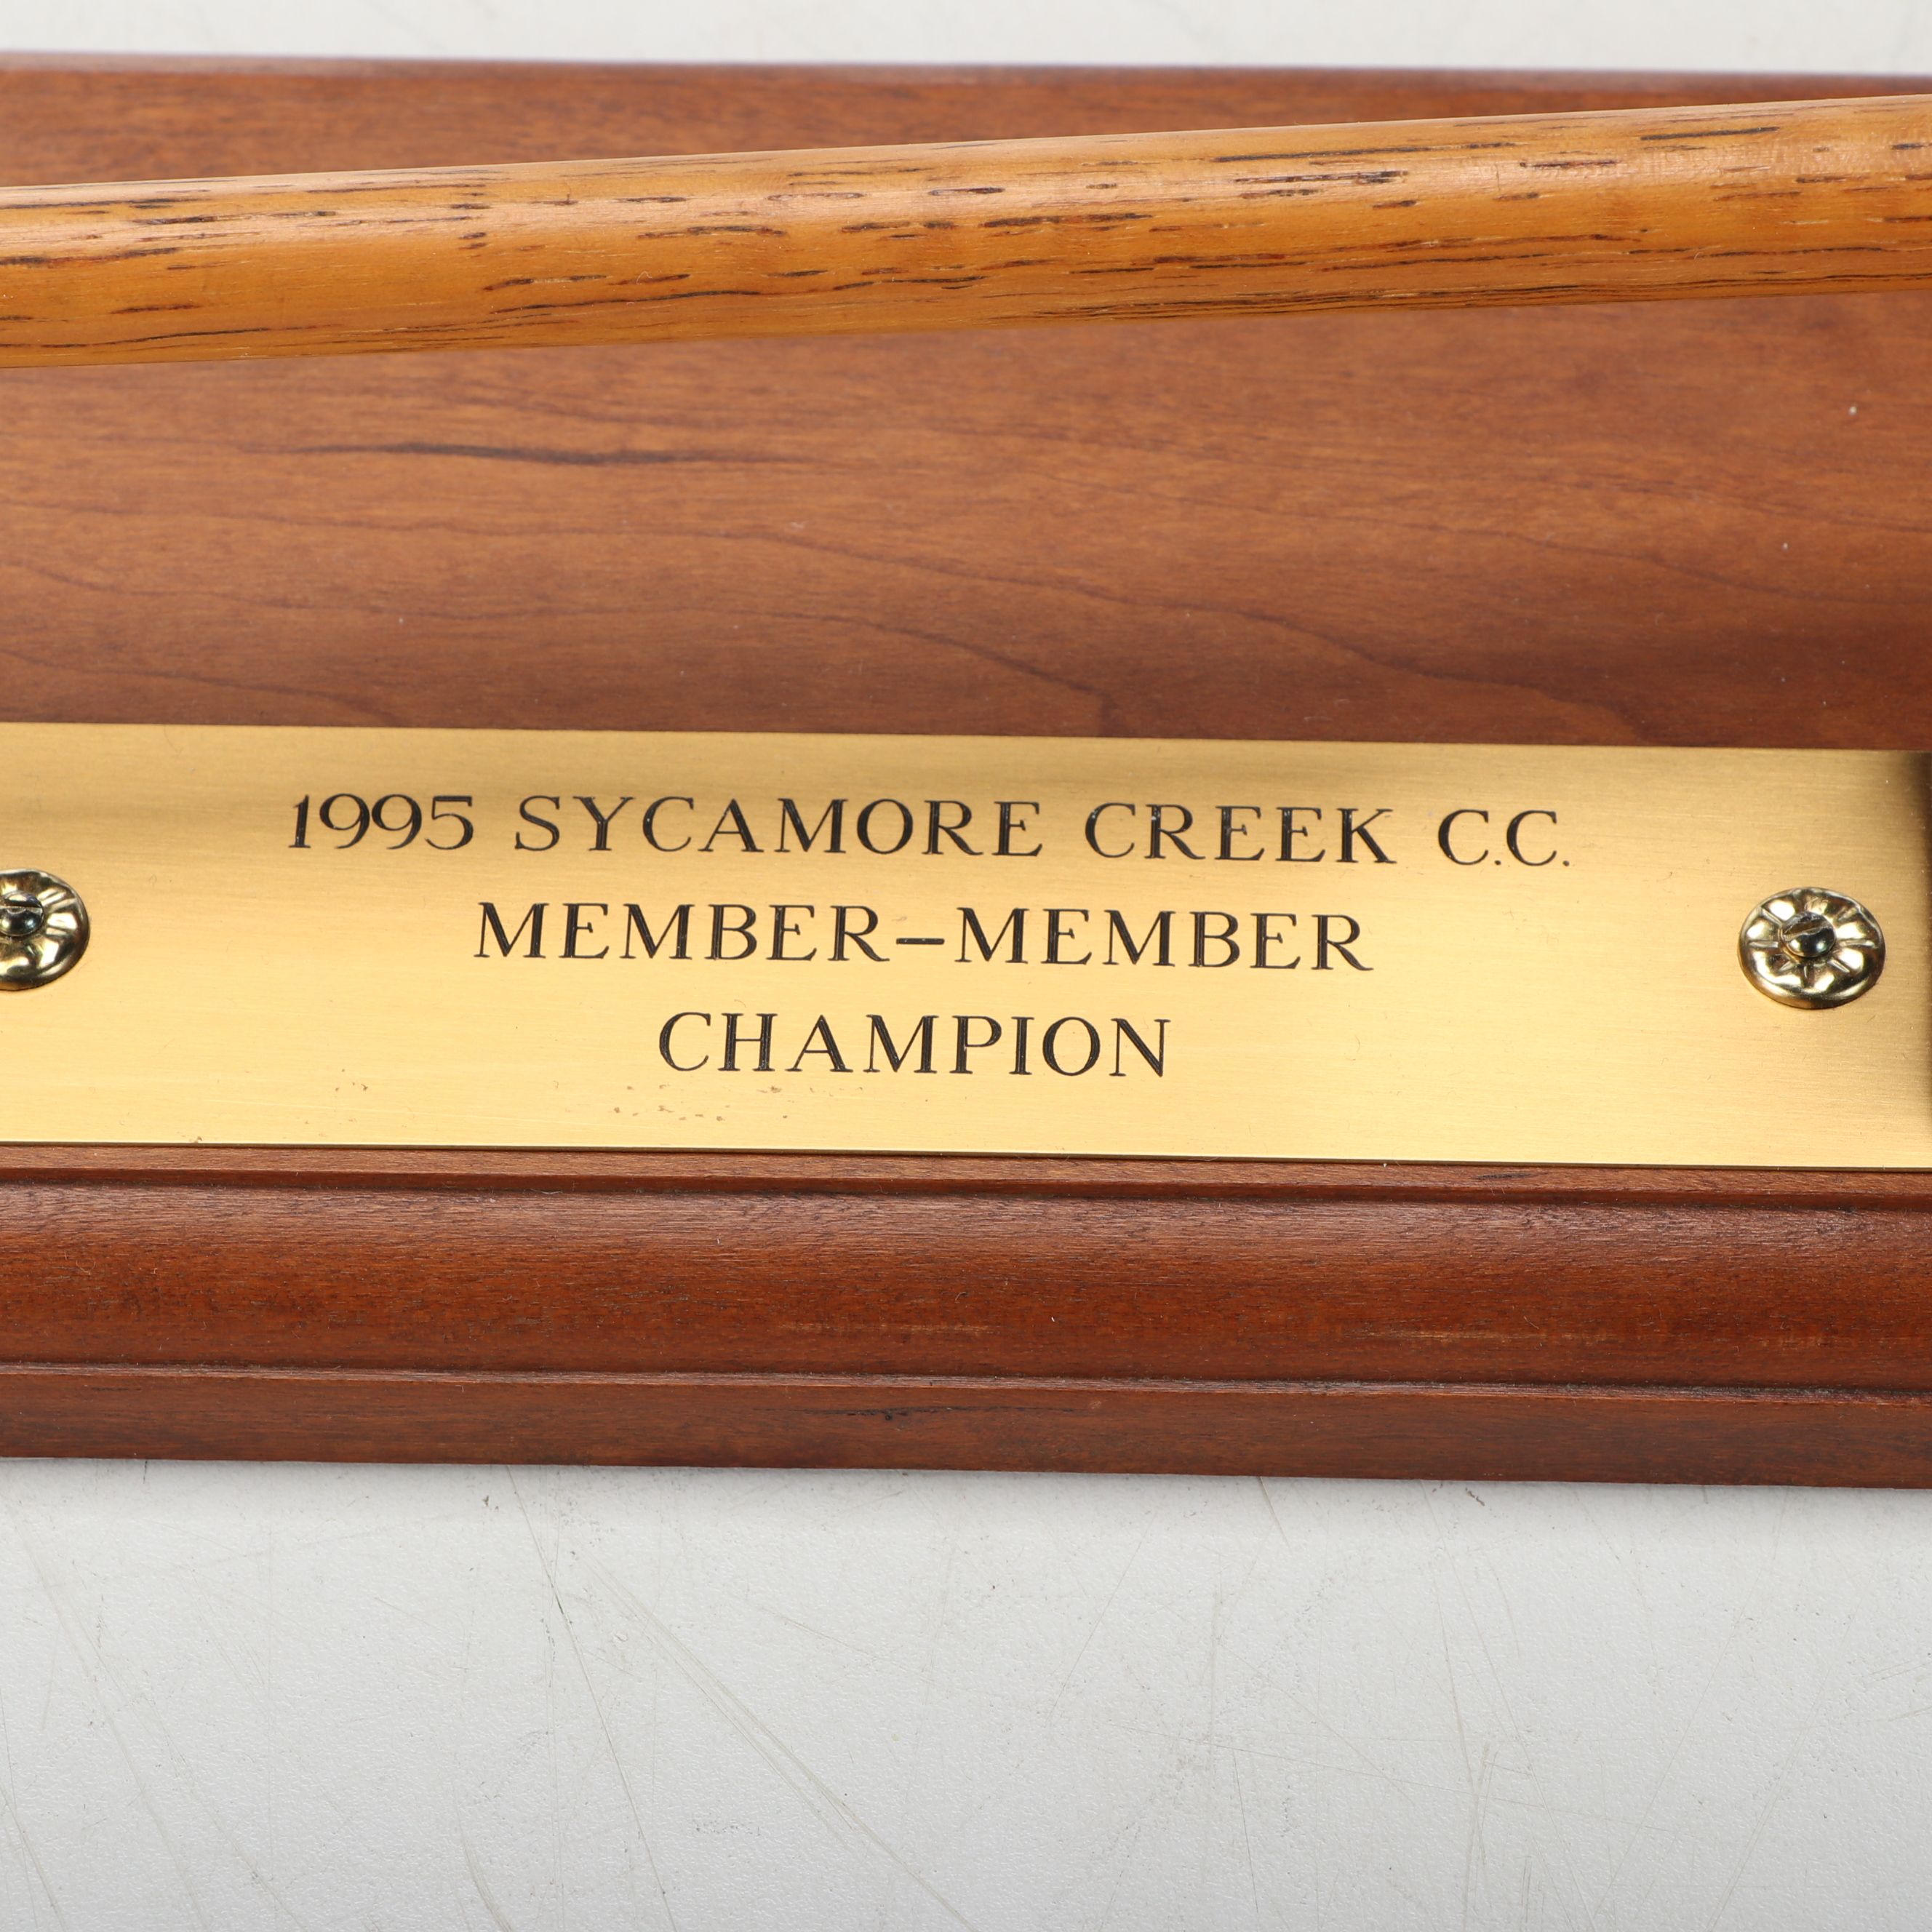 1995 SYCAMORE CREEK C.C.
MEMBER-MEMBER
CHAMPION